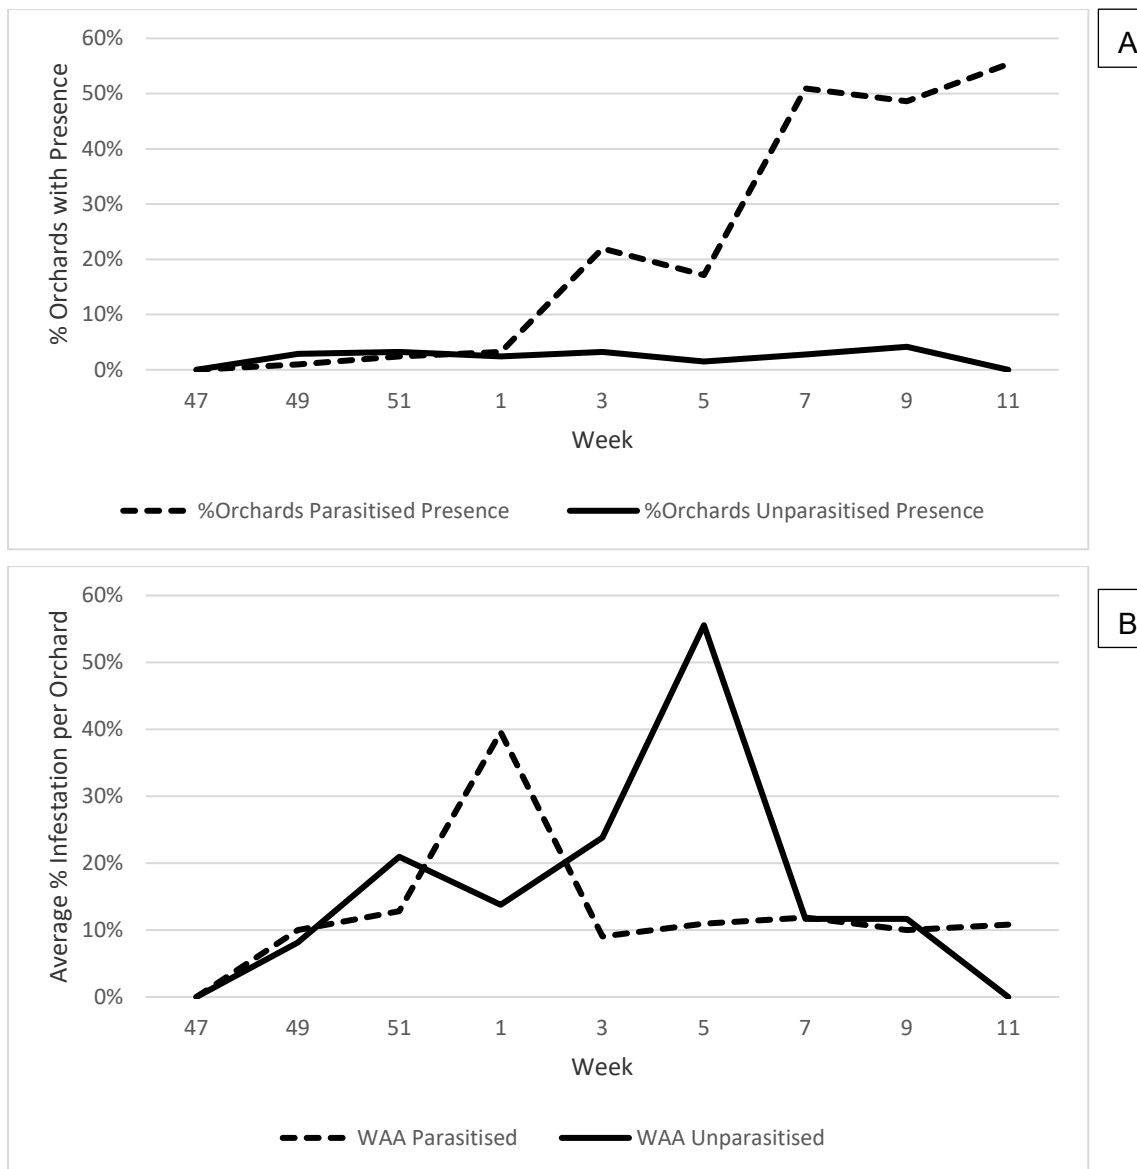 A
60%
50%
40%
30%
20%
10%
0%
% Orchards with Presence
47 49 51 1 3 5 7 9 11
Week
%Orchards Parasitised Presence %Orchards Unparasitised Presence
B
60%
50%
40%
30%
20%
10%
0%
Average % Infestation per Orchard
47 49 51 1 3 5 7 9 11
Week
WAA Parasitised WAA Unparasitised